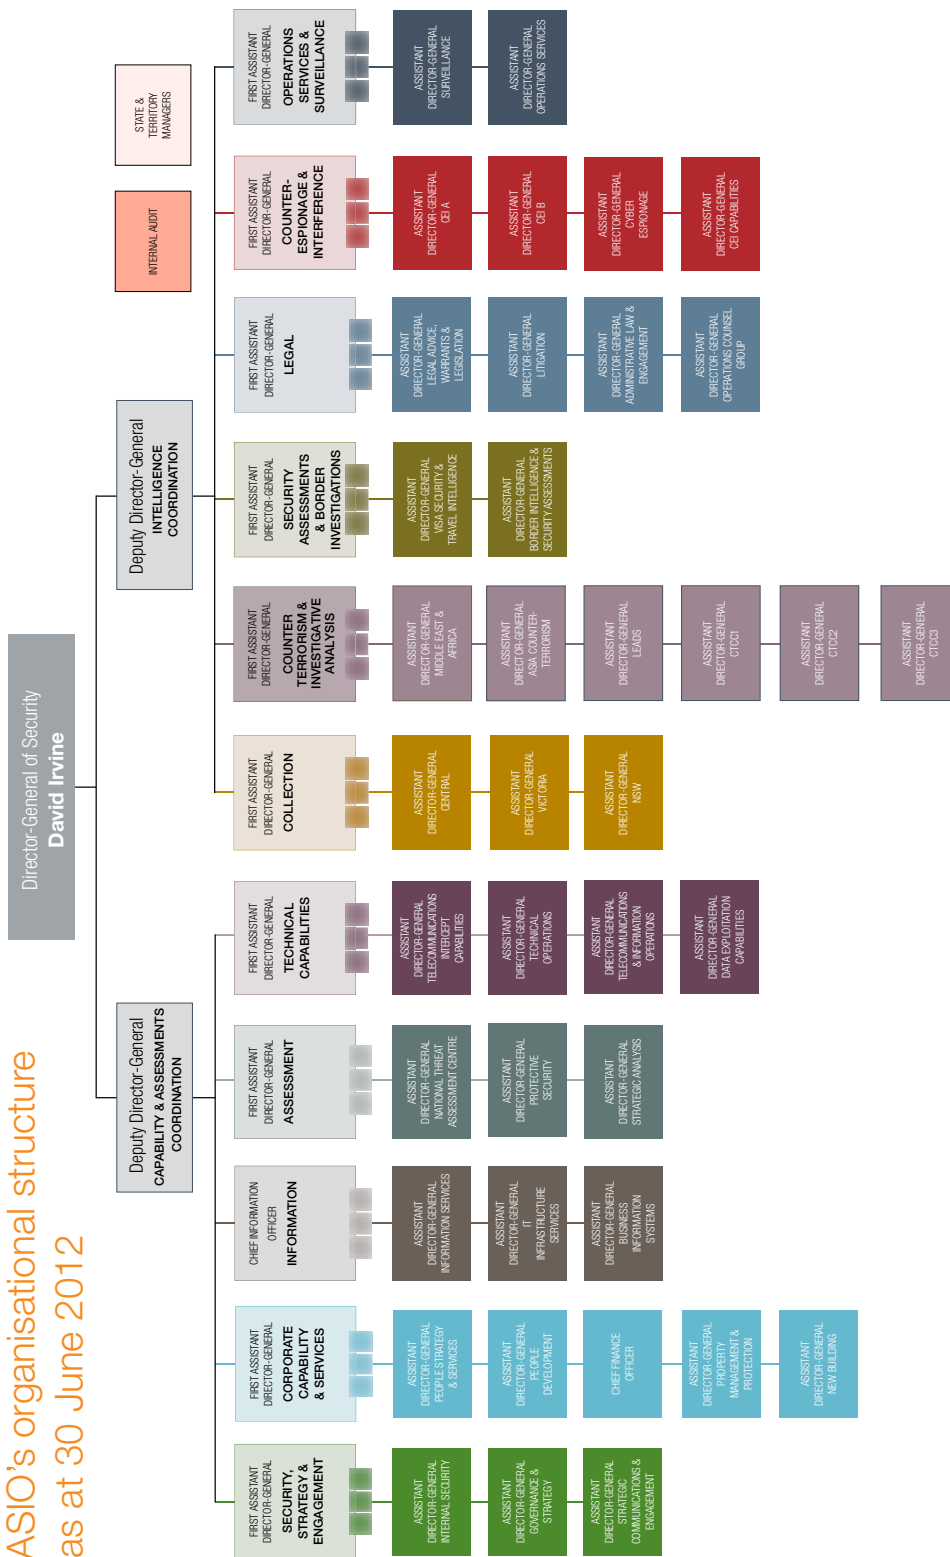 ASIO's organisational structure
as at 30 June 2012
Director-General of Security
David Irvine
Deputy Director-General
CAPABILITY & ASSESSMENTS
COORDINATION
Deputy Director-General
INTELLIGENCE
COORDINATION
INTERNAL AUDIT
STATE &
TERRITORY
MANAGERS
FIRST ASSISTANT
DIRECTOR-GENERAL
SECURITY,
STRATEGY &
ENGAGEMENT
ASSISTANT
DIRECTOR-GENERAL
INTERNAL SECURITY
ASSISTANT
DIRECTOR-GENERAL
GOVERNANCE &
STRATEGY
ASSISTANT
DIRECTOR-GENERAL
STRATEGIC
COMMUNICATIONS &
ENGAGEMENT
FIRST ASSISTANT
DIRECTOR-GENERAL
CORPORATE
CAPABILITY
& SERVICES
ASSISTANT
DIRECTOR-GENERAL
PEOPLE STRATEGY
& SERVICES
ASSISTANT
DIRECTOR-GENERAL
PEOPLE
DEVELOPMENT
CHIEF FINANCE
OFFICER
ASSISTANT
DIRECTOR-GENERAL
PROPERTY
MANAGEMENT &
PROTECTION
ASSISTANT
DIRECTOR-GENERAL
NEW BUILDING
CHIEF INFORMATION
OFFICER
INFORMATION
ASSISTANT
DIRECTOR-GENERAL
INFORMATION SERVICES
ASSISTANT
DIRECTOR-GENERAL
IT
INFRASTRUCTURE
SERVICES
ASSISTANT
DIRECTOR-GENERAL
BUSINESS
INFORMATION
SYSTEMS
FIRST ASSISTANT
DIRECTOR-GENERAL
ASSESSMENT
ASSISTANT
DIRECTOR-GENERAL
NATIONAL THREAT
ASSESSMENT CENTRE
ASSISTANT
DIRECTOR-GENERAL
PROTECTIVE
SECURITY
ASSISTANT
DIRECTOR-GENERAL
STRATEGIC ANALYSIS
FIRST ASSISTANT
DIRECTOR-GENERAL
TECHNICAL
CAPABILITIES
ASSISTANT
DIRECTOR-GENERAL
TELECOMMUNICATIONS
INTERCEPT
CAPABILITIES
ASSISTANT
DIRECTOR-GENERAL
TECHNICAL
OPERATIONS
ASSISTANT
DIRECTOR-GENERAL
TELECOMMUNICATIONS
& INFORMATION
OPERATIONS
ASSISTANT
DIRECTOR-GENERAL
DATA EXPLOITATION
CAPABILITIES
FIRST ASSISTANT
DIRECTOR-GENERAL
COLLECTION
ASSISTANT
DIRECTOR-GENERAL
CENTRAL
ASSISTANT
DIRECTOR-GENERAL
VICTORIA
ASSISTANT
DIRECTOR-GENERAL
NSW
FIRST ASSISTANT
DIRECTOR-GENERAL
COUNTER
TERRORISM &
INVESTIGATIVE
ANALYSIS
ASSISTANT
DIRECTOR-GENERAL
MIDDLE EAST &
AFRICA
ASSISTANT
DIRECTOR-GENERAL
ASIA COUNTER-
TERRORISM
ASSISTANT
DIRECTOR-GENERAL
LEADS
ASSISTANT
DIRECTOR-GENERAL
CTCC1
ASSISTANT
DIRECTOR-GENERAL
CTCC2
ASSISTANT
DIRECTOR-GENERAL
CTCC3
FIRST ASSISTANT
DIRECTOR-GENERAL
SECURITY
ASSESSMENTS
& BORDER
INVESTIGATIONS
ASSISTANT
DIRECTOR-GENERAL
VISA SECURITY &
TRAVEL INTELLIGENCE
ASSISTANT
DIRECTOR-GENERAL
BORDER INTELLIGENCE &
SECURITY ASSESSMENTS
FIRST ASSISTANT
DIRECTOR-GENERAL
LEGAL
ASSISTANT
DIRECTOR-GENERAL
LEGAL ADVICE,
WARRANTS &
LEGISLATION
ASSISTANT
DIRECTOR-GENERAL
LITIGATION
ASSISTANT
DIRECTOR-GENERAL
ADMINISTRATIVE LAW &
ENGAGEMENT
ASSISTANT
DIRECTOR-GENERAL
OPERATIONS COUNSEL
GROUP
FIRST ASSISTANT
DIRECTOR-GENERAL
COUNTER-
ESPIONAGE &
INTERFERENCE
ASSISTANT
DIRECTOR-GENERAL
CEI A
ASSISTANT
DIRECTOR-GENERAL
CEI B
ASSISTANT
DIRECTOR-GENERAL
CYBER
ESPIONAGE
ASSISTANT
DIRECTOR-GENERAL
CEI CAPABILITIES
FIRST ASSISTANT
DIRECTOR-GENERAL
OPERATIONS
SERVICES &
SURVEILLANCE
ASSISTANT
DIRECTOR-GENERAL
SURVEILLANCE
ASSISTANT
DIRECTOR-GENERAL
OPERATIONS SERVICES